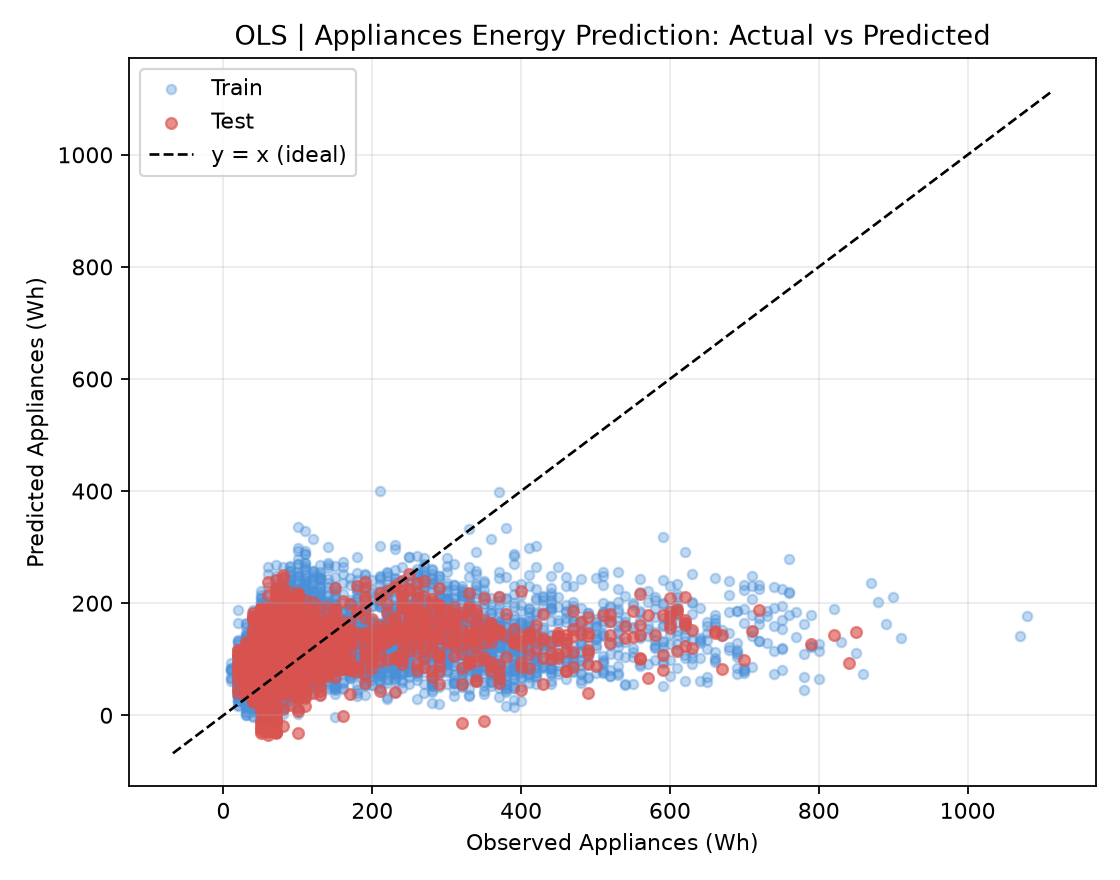 OLS | Appliances Energy Prediction: Actual vs Predicted
Train
Test
y = x (ideal)
Predicted Appliances (Wh)
1000
800
600
400
200
0
0 200 400 600 800 1000
Observed Appliances (Wh)